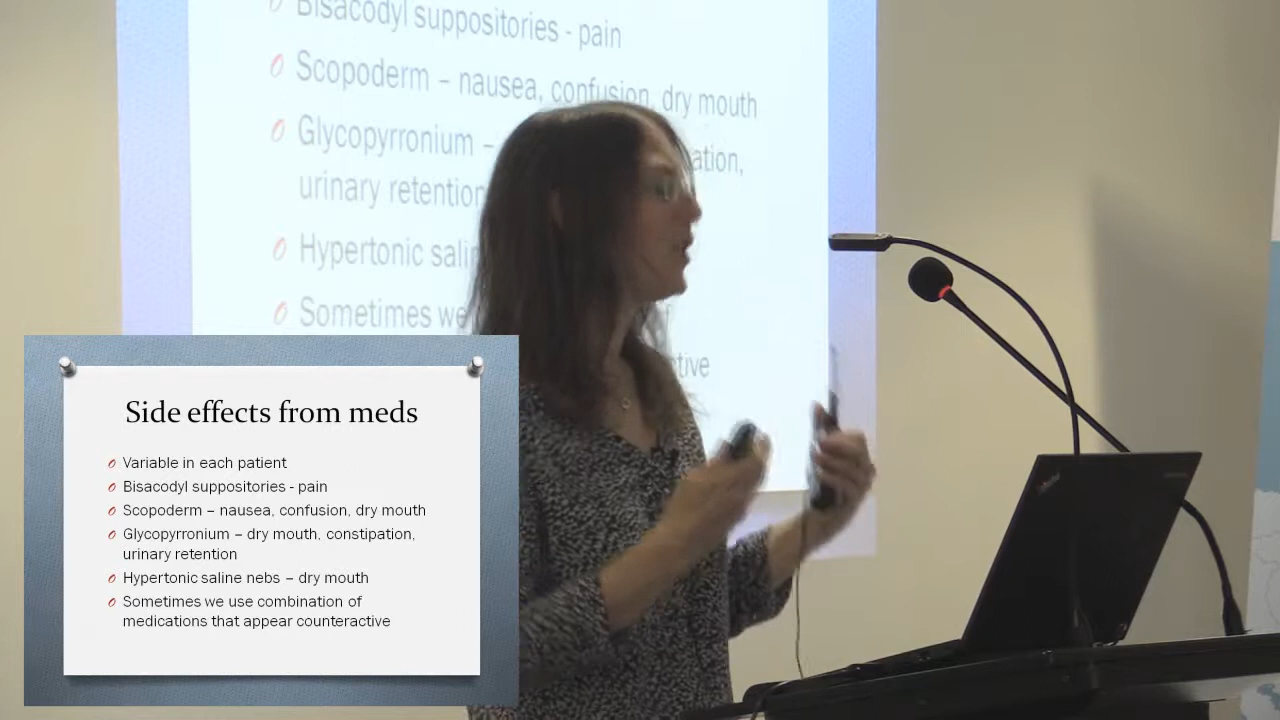 Bisacodyl suppositories - pain
Scopoderm – nausea, confusion, dry mouth
Glycopyrronium –
urinary retention
Hypertonic
Sometimes we
Side effects from meds
Variable in each patient
Bisacodyl suppositories - pain
Scopoderm – nausea, confusion, dry mouth
Glycopyrronium – dry mouth, constipation,
urinary retention
Hypertonic saline nebs – dry mouth
Sometimes we use combination of
medications that appear counteractive